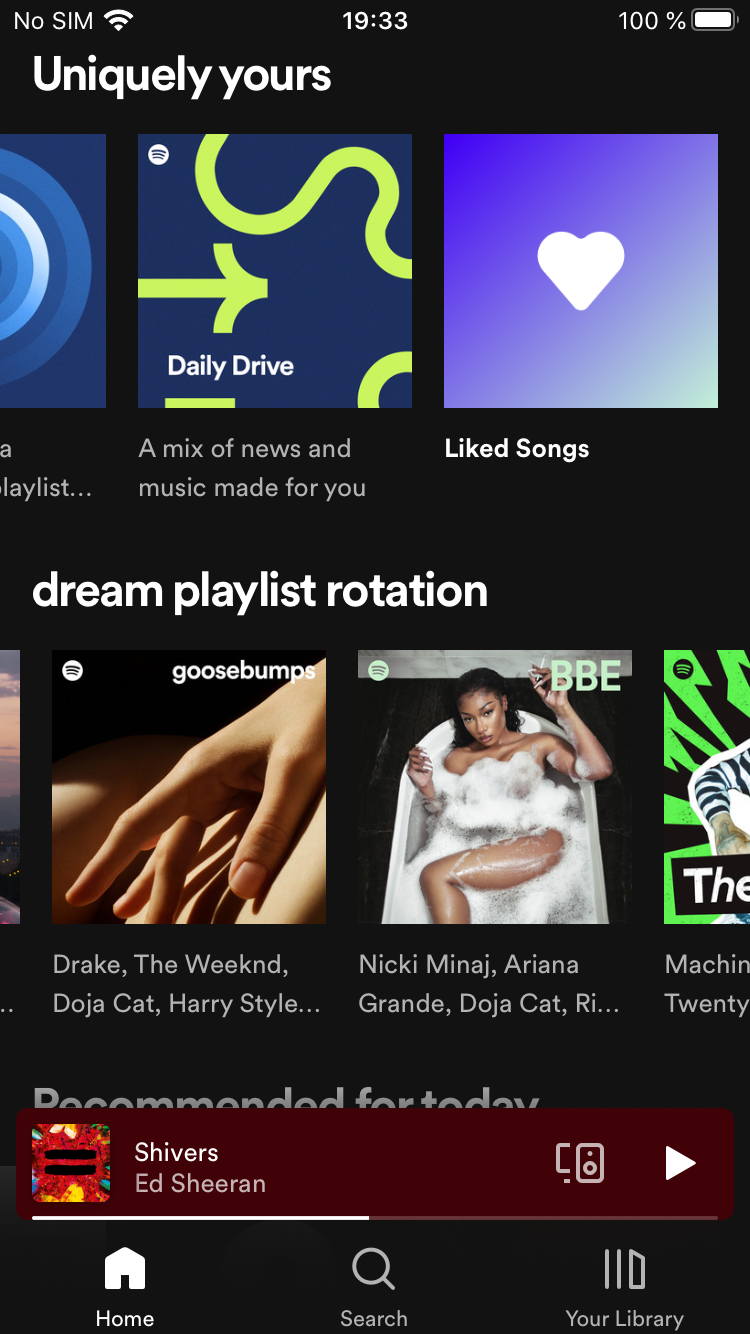 No SIM 19:33 100 %
Uniquely yours
Daily Drive
a
playlist…
A mix of news and
music made for you
Liked Songs
dream playlist rotation
goosebumps
BBE
The
…
Drake, The Weeknd,
Doja Cat, Harry Style…
Nicki Minaj, Ariana
Grande, Doja Cat, Ri…
Machin
Twenty
Recommended for today
Shivers
Ed Sheeran
Home
Search
Your Library